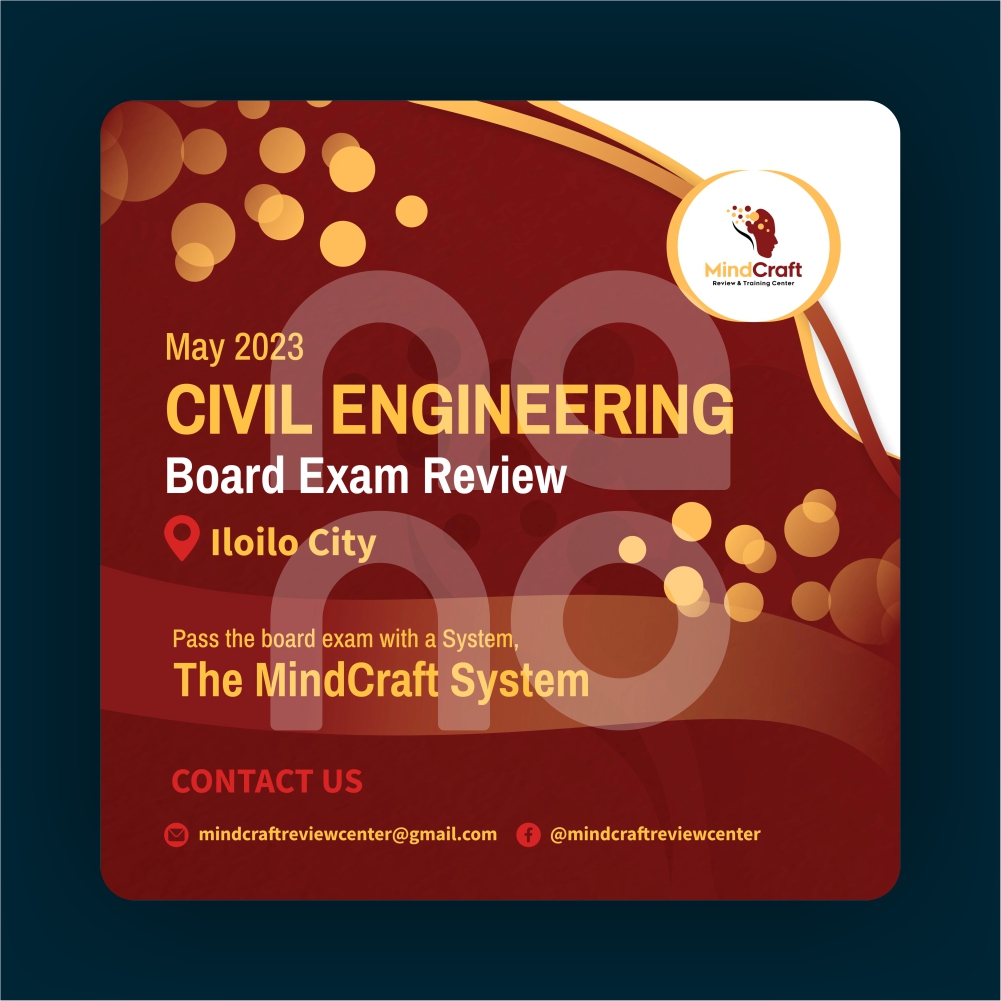 MindCraft
Review & Training Center
May 2023
CIVIL ENGINEERING
Board Exam Review
Iloilo City
Pass the board exam with a System,
The MindCraft System
CONTACT US
mindcraftreviewcenter@gmail.com @mindcraftreviewcenter